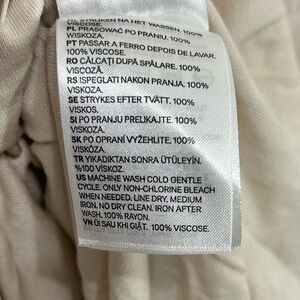 NL STRIJKEN NA HET WASSEN. 100%
VISCOSE.
PL PRASOWAĆ PO PRANIU. 100%
WISKOZA.
PT PASSAR A FERRO DEPOIS DE LAVAR.
100% VISCOSE.
RO CĂLCAȚI DUPĂ SPĂLARE. 100%
VISCOZĂ.
RS ISPEGLATI NAKON PRANJA. 100%
VISKOZA.
SE STRYKES EFTER TVÄTT. 100%
VISKOS.
SI PO PRANJU PRELIKAJTE. 100%
VISKOZA.
SK PO OPRANÍ VYŽEHLITE. 100%
VISKÓZA.
TR YIKADIKTAN SONRA ÜTÜLEYİN.
%100 VİSKOZ.
US MACHINE WASH COLD GENTLE
CYCLE. ONLY NON-CHLORINE BLEACH
WHEN NEEDED. LINE DRY. MEDIUM
IRON. NO DRY CLEAN. IRON AFTER
WASH. 100% RAYON.
VN ỦI SAU KHI GIẶT. 100% VISCOSE.